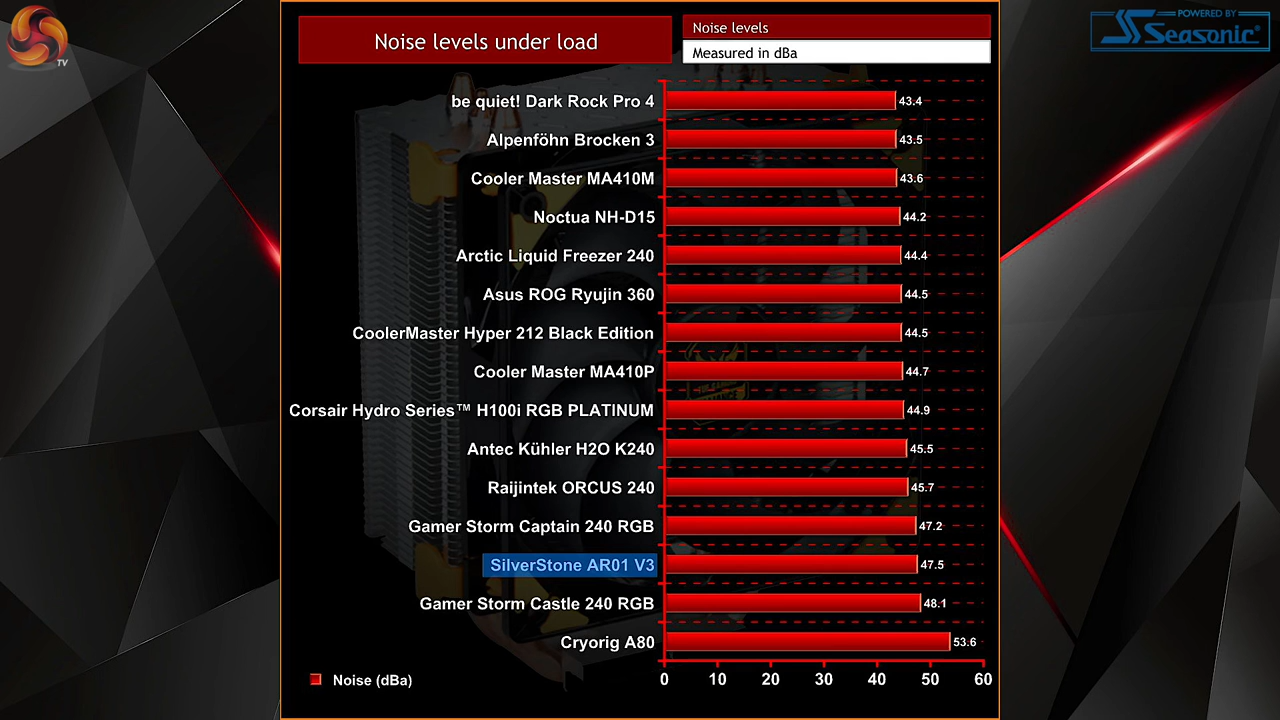 TV
Noise levels under load
Noise levels
Measured in dBa
POWERED BY
Seasonic®
be quiet! Dark Rock Pro 4 43.4
Alpenföhn Brocken 3 43.5
Cooler Master MA410M 43.6
Noctua NH-D15 44.2
Arctic Liquid Freezer 240 44.4
Asus ROG Ryujin 360 44.5
CoolerMaster Hyper 212 Black Edition 44.5
Cooler Master MA410P 44.7
Corsair Hydro Series™ H100i RGB PLATINUM 44.9
Antec Kühler H2O K240 45.5
Raijintek ORCUS 240 45.7
Gamer Storm Captain 240 RGB 47.2
SilverStone AR01 V3 47.5
Gamer Storm Castle 240 RGB 48.1
Cryorig A80 53.6
0 10 20 30 40 50 60
Noise (dBa)